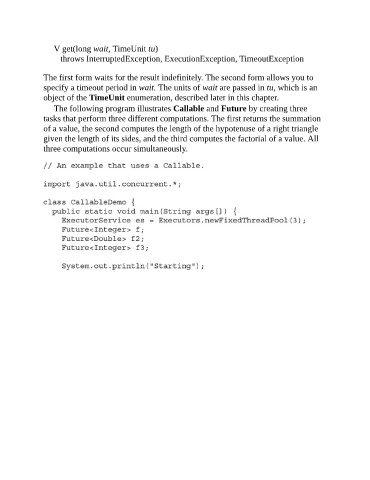 V get(long wait, TimeUnit tu)
throws InterruptedException, ExecutionException, TimeoutException
The first form waits for the result indefinitely. The second form allows you to
specify a timeout period in wait. The units of wait are passed in tu, which is an
object of the TimeUnit enumeration, described later in this chapter.
The following program illustrates Callable and Future by creating three
tasks that perform three different computations. The first returns the summation
of a value, the second computes the length of the hypotenuse of a right triangle
given the length of its sides, and the third computes the factorial of a value. All
three computations occur simultaneously.
// An example that uses a Callable.
import java.util.concurrent.*;
class CallableDemo {
public static void main(String args[]) {
ExecutorService es = Executors.newFixedThreadPool(3);
Future<Integer> f;
Future<Double> f2;
Future<Integer> f3;
System.out.println("Starting");